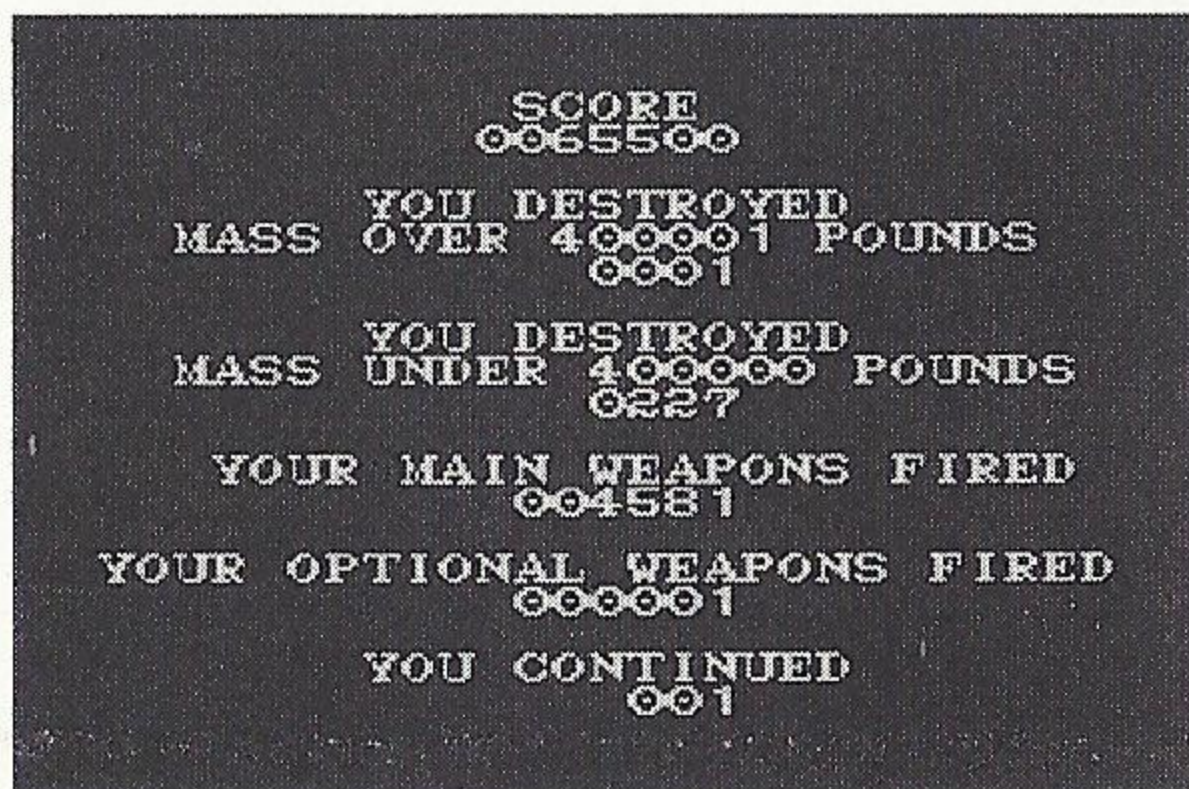 SCORE
0065500
YOU DESTROYED
MASS OVER 400001 POUNDS
0001
YOU DESTROYED
MASS UNDER 400000 POUNDS
0227
YOUR MAIN WEAPONS FIRED
004581
YOUR OPTIONAL WEAPONS FIRED
000001
YOU CONTINUED
001